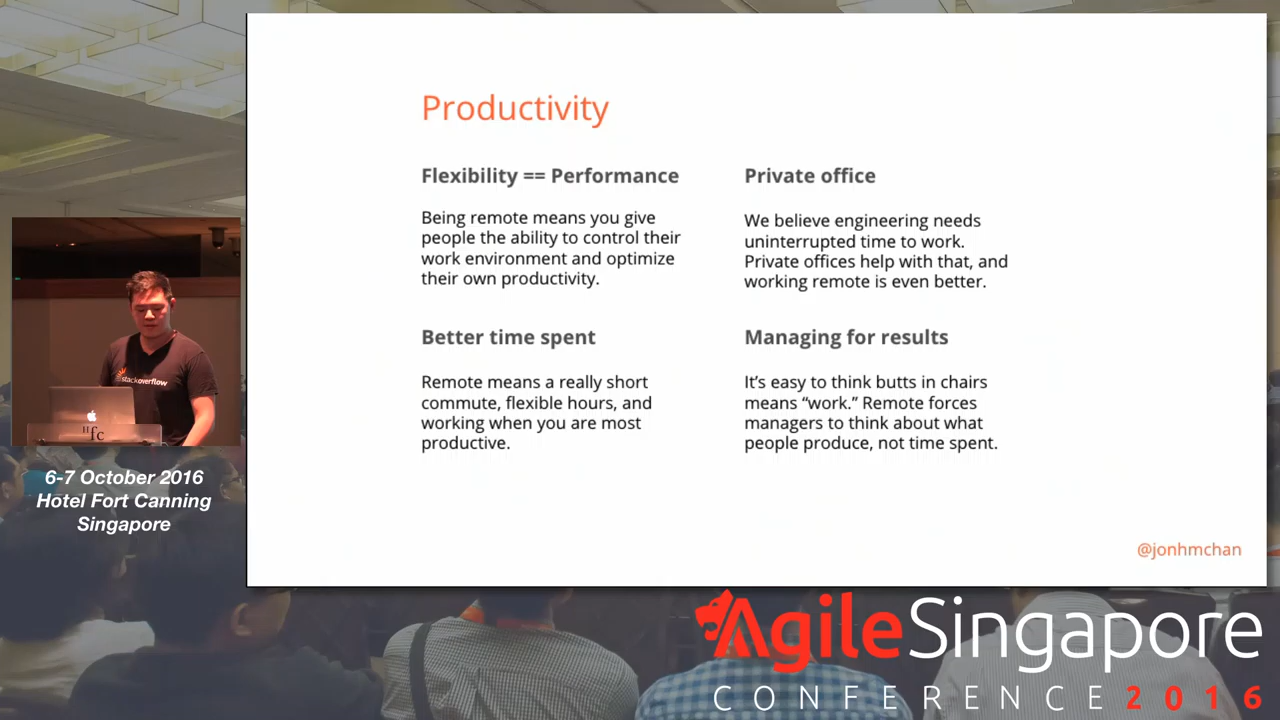 Productivity
Flexibility == Performance
Being remote means you give
people the ability to control their
work environment and optimize
their own productivity.
Private office
We believe engineering needs
uninterrupted time to work.
Private offices help with that, and
working remote is even better.
Better time spent
Remote means a really short
commute, flexible hours, and
working when you are most
productive.
Managing for results
It’s easy to think butts in chairs
means “work.” Remote forces
managers to think about what
people produce, not time spent.
@jonhmchan
stackoverflow
fc
6-7 October 2016
Hotel Fort Canning
Singapore
AgileSingapore
CONFERENCE 2016